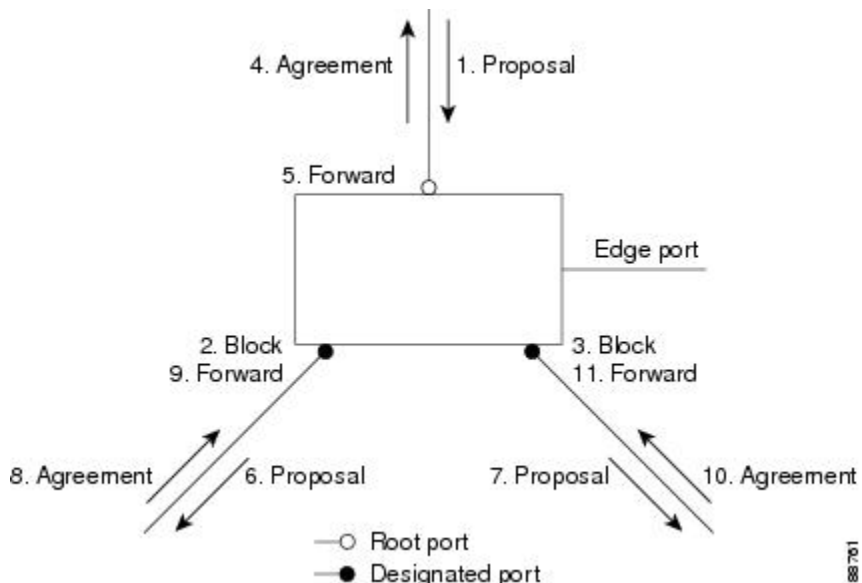 4. Agreement
1. Proposal
5. Forward
Edge port
2. Block
9. Forward
3. Block
11. Forward
8. Agreement
6. Proposal
7. Proposal
10. Agreement
Root port
Designated port
88761